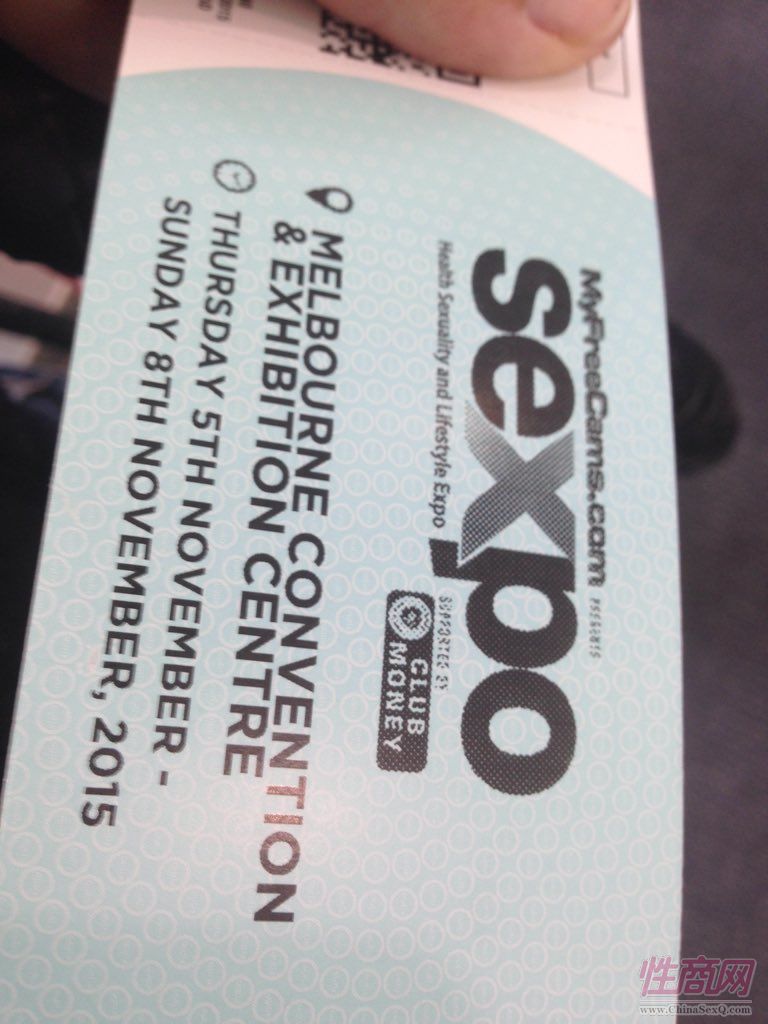 MyFreeCams.com PRESENTS
sexpo
Health Sexuality and Lifestyle Expo
SUPPORTED BY
CLUB
MONEY
MELBOURNE CONVENTION
& EXHIBITION CENTRE
THURSDAY 5TH NOVEMBER -
SUNDAY 8TH NOVEMBER, 2015
性商网
www.ChinaSexQ.com